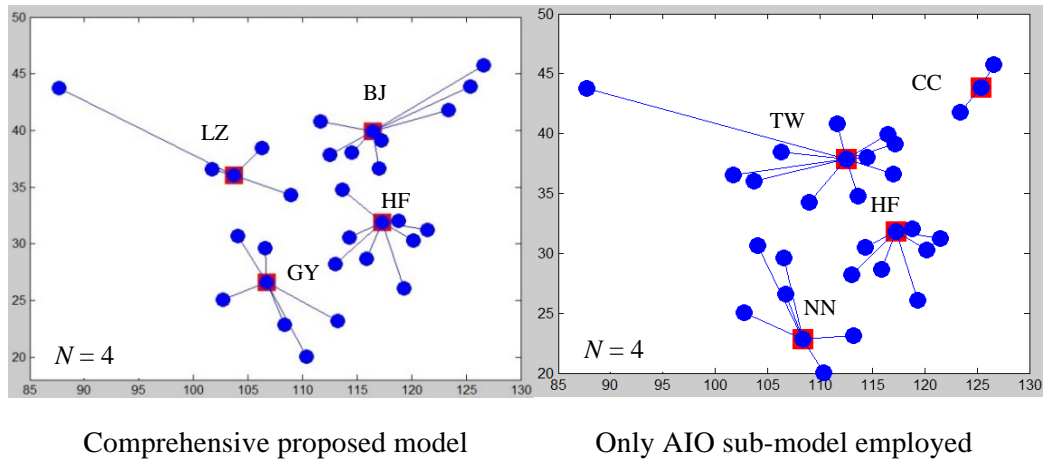 50
45
40
35
30
25
20
85 90 95 100 105 110 115 120 125 130
BJ
LZ
HF
GY
N = 4
50
45
40
35
30
25
20
85 90 95 100 105 110 115 120 125 130
CC
TW
HF
NN
N = 4
Comprehensive proposed model
Only AIO sub-model employed